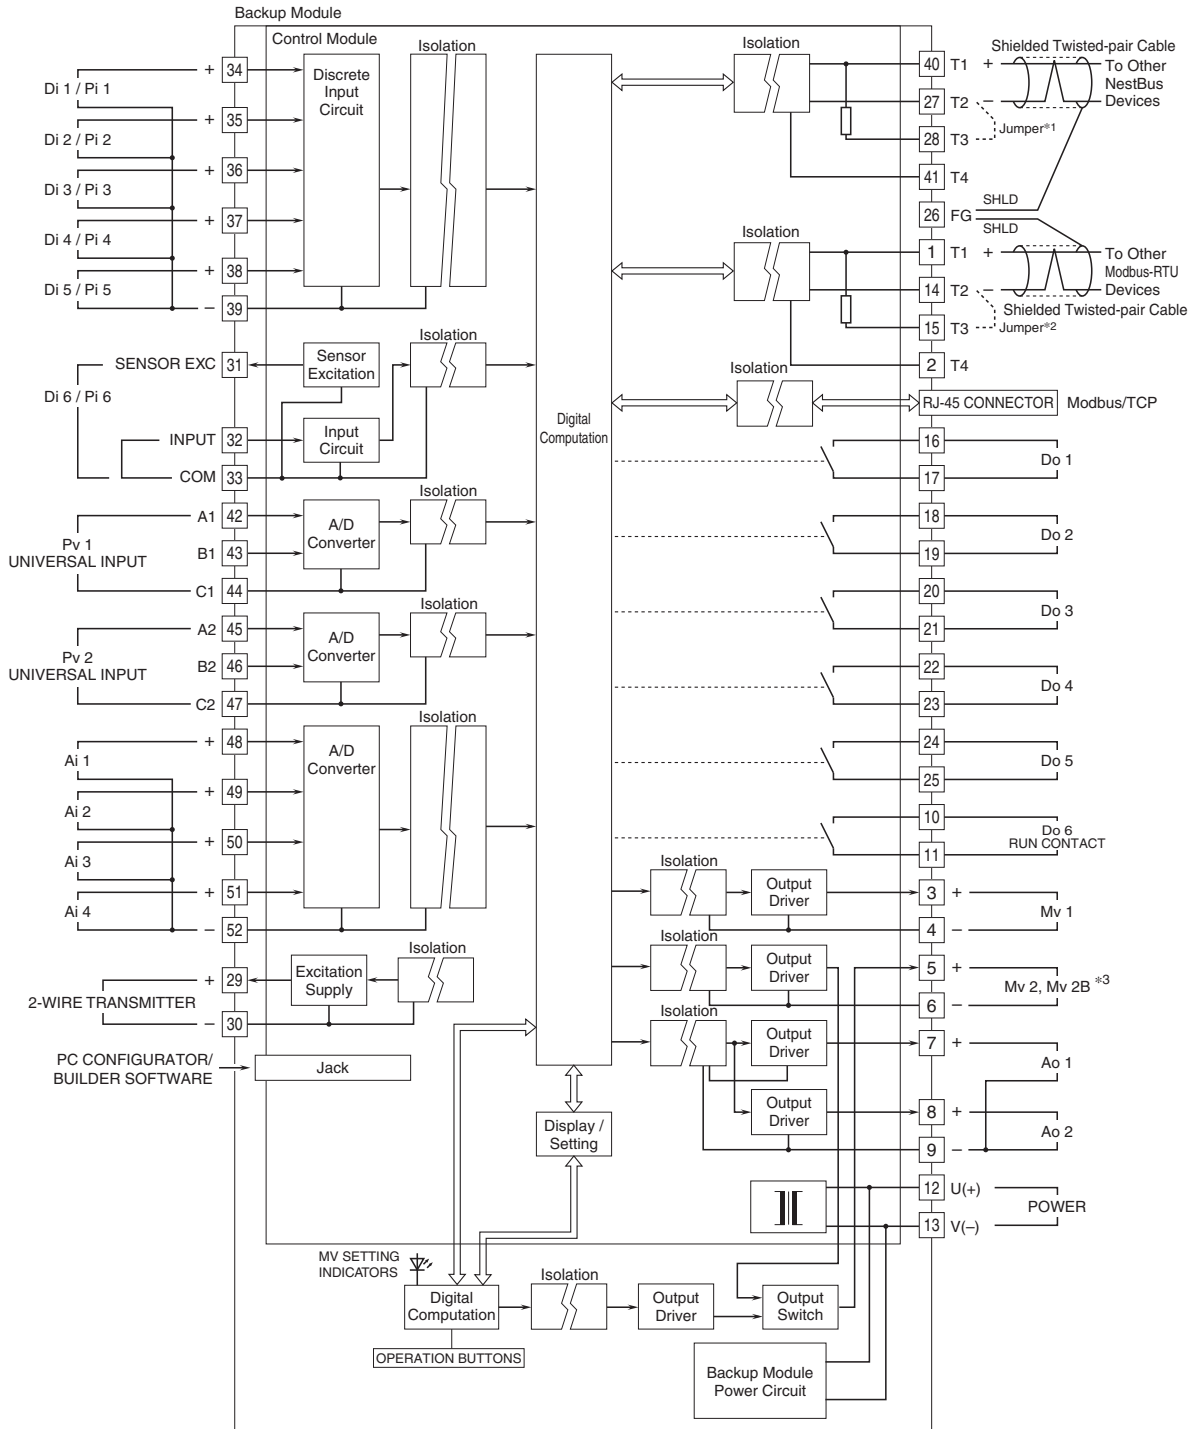 Backup Module
Control Module
Isolation
Discrete
Input
Circuit
Di 1 / Pi 1
Di 2 / Pi 2
Di 3 / Pi 3
Di 4 / Pi 4
Di 5 / Pi 5
+ 34
+ 35
+ 36
+ 37
+ 38
− 39
Isolation
SENSOR EXC 31
Sensor
Excitation
Di 6 / Pi 6
INPUT 32
Input
Circuit
COM 33
Isolation
A1 42
A/D
Converter
Pv 1
UNIVERSAL INPUT
B1 43
C1 44
Isolation
A2 45
A/D
Converter
Pv 2
UNIVERSAL INPUT
B2 46
C2 47
Isolation
+ 48
A/D
Converter
Ai 1
+ 49
Ai 2
+ 50
Ai 3
+ 51
Ai 4
− 52
Isolation
+ 29
Excitation
Supply
2-WIRE TRANSMITTER
− 30
PC CONFIGURATOR/
BUILDER SOFTWARE
Jack
Digital
Computation
Display /
Setting
Isolation
Shielded Twisted-pair Cable
40 T1 +
To Other
NestBus
Devices
27 T2 −
Jumper*1
28 T3
41 T4
SHLD
26 FG
SHLD
Isolation
1 T1 +
To Other
Modbus-RTU
Devices
14 T2 −
Shielded Twisted-pair Cable
Jumper*2
15 T3
2 T4
Isolation
RJ-45 CONNECTOR Modbus/TCP
16
Do 1
17
18
Do 2
19
20
Do 3
21
22
Do 4
23
24
Do 5
25
10
Do 6
RUN CONTACT
11
Isolation
Output
Driver
3 +
Mv 1
4 −
Isolation
Output
Driver
5 +
Mv 2, Mv 2B *3
6 −
Isolation
Output
Driver
7 +
Ao 1
Output
Driver
8 +
Ao 2
9 −
12 U(+)
POWER
13 V(−)
MV SETTING
INDICATORS
Digital
Computation
OPERATION BUTTONS
Isolation
Output
Driver
Output
Switch
Backup Module
Power Circuit